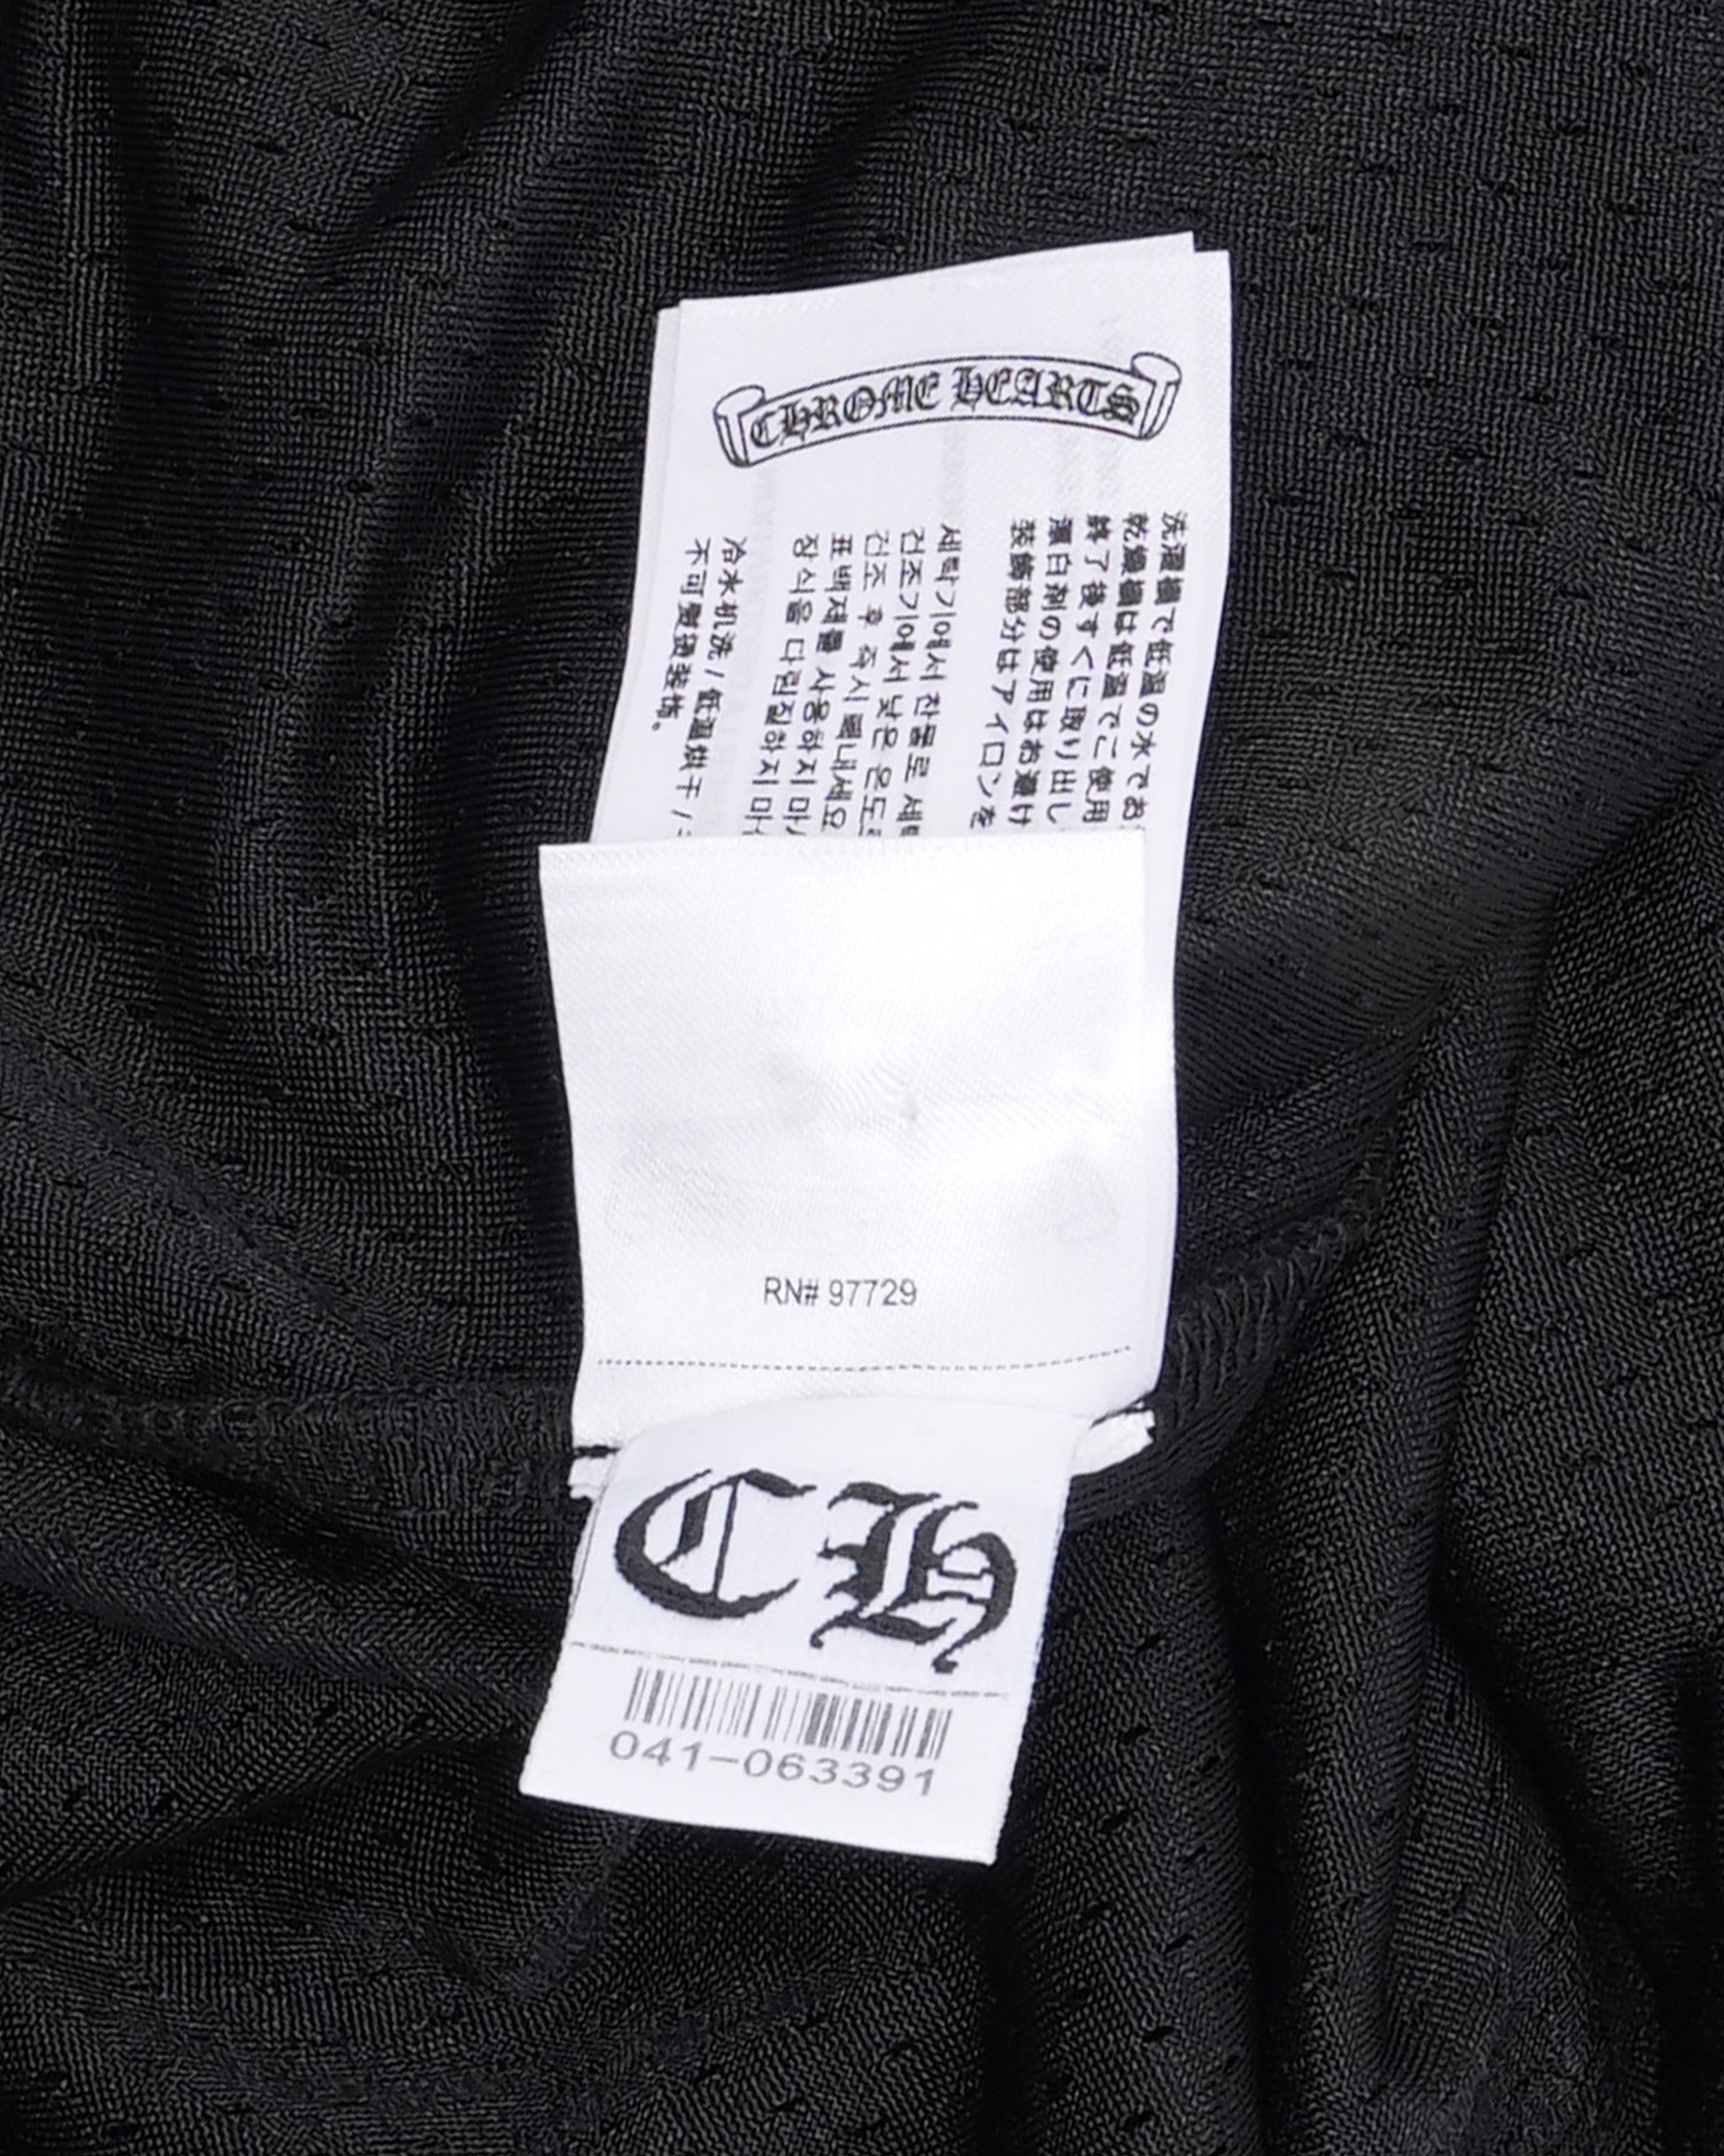 CHROME HEARTS
洗濯機で低温の水でお
乾燥機は低温でご使用
終了後すぐに取り出し
漂白剤の使用はお避け
装飾部分はアイロンを
세탁기에서 찬물로 세
건조기에서 낮은 온도
건조 후 즉시 꺼내세요
표백제를 사용하지 마
장식을 다림질하지 마
冷水机洗 / 低温烘干 /
不可熨烫装饰。
RN# 97729
CH
041-063391